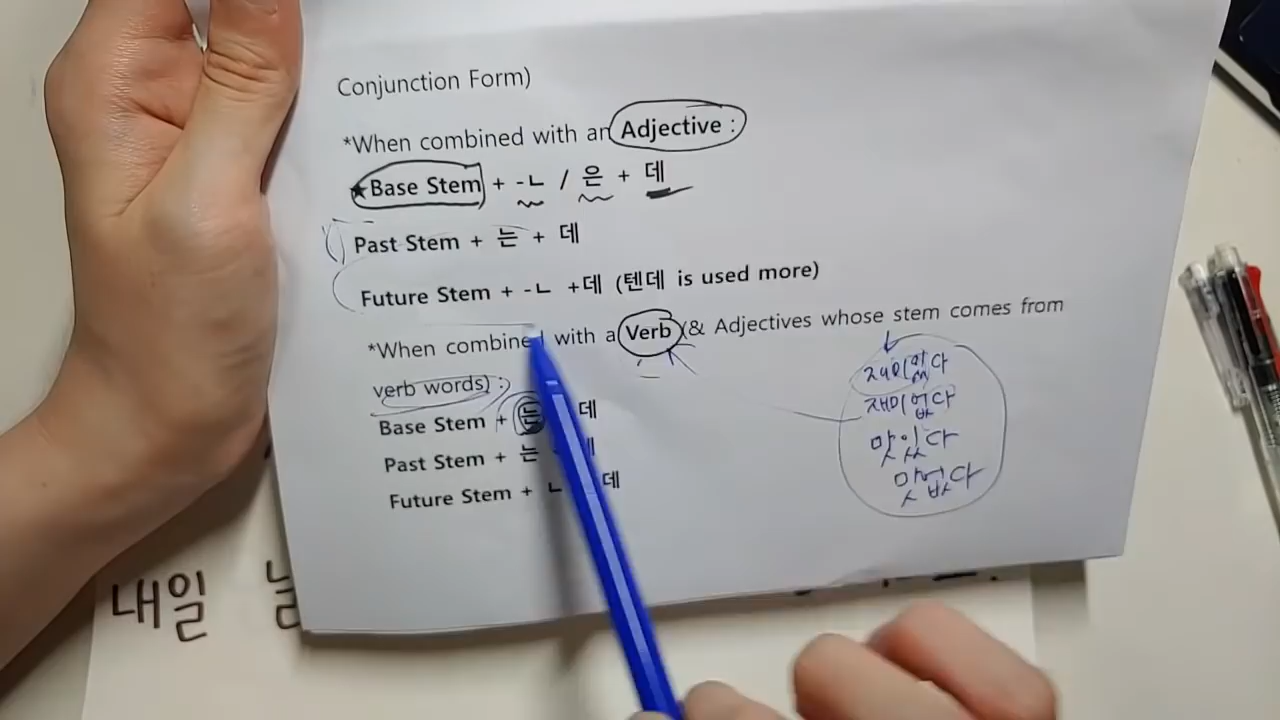 Conjunction Form)
*When combined with an Adjective :
★Base Stem + -ㄴ / 은 + 데
Past Stem + 는 + 데
Future Stem + -ㄴ +데 (텐데 is used more)
*When combined with a Verb (& Adjectives whose stem comes from
verb words) :
Base Stem + 는 데
Past Stem + 는
Future Stem + ㄴ 데
재미있다
재미없다
맛있다
맛없다
내일